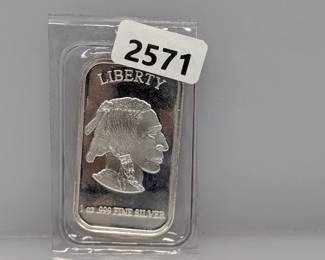 2571
LIBERTY
1 oz .999 FINE SILVER